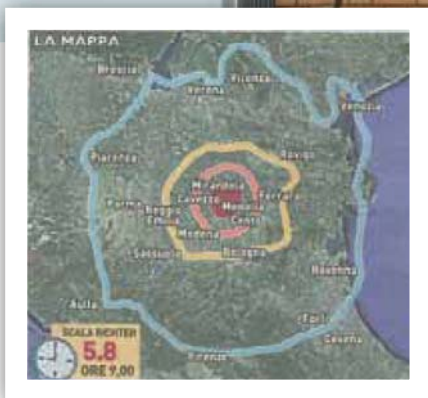 LA MAPPA
Brescia
Verona
Vicenza
Venezia
Piacenza
Rovigo
Mirandola
Parma
Reggio
Emilia
Cavezzo
Medolla
Ferrara
Cento
Modena
Sassuolo
Bologna
Ravenna
Aulla
Forlì
Cesena
Firenze
SCALA RICHTER
5.8
ORE 9,00